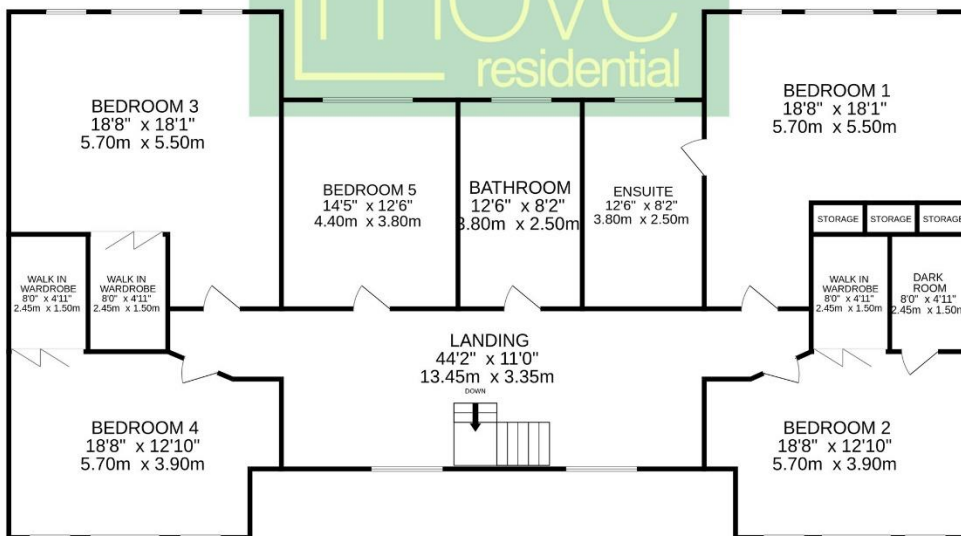 move
residential
BEDROOM 3
18'8" x 18'1"
5.70m x 5.50m
BEDROOM 1
18'8" x 18'1"
5.70m x 5.50m
BEDROOM 5
14'5" x 12'6"
4.40m x 3.80m
BATHROOM
12'6" x 8'2"
3.80m x 2.50m
ENSUITE
12'6" x 8'2"
3.80m x 2.50m
STORAGE
STORAGE
STORAGE
WALK IN
WARDROBE
8'0" x 4'11"
2.45m x 1.50m
WALK IN
WARDROBE
8'0" x 4'11"
2.45m x 1.50m
WALK IN
WARDROBE
8'0" x 4'11"
2.45m x 1.50m
DARK
ROOM
8'0" x 4'11"
2.45m x 1.50m
LANDING
44'2" x 11'0"
13.45m x 3.35m
DOWN
BEDROOM 4
18'8" x 12'10"
5.70m x 3.90m
BEDROOM 2
18'8" x 12'10"
5.70m x 3.90m